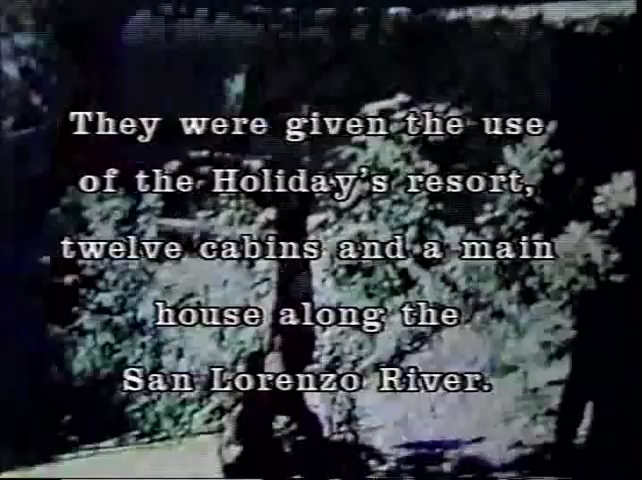 They were given the use
of the Holiday's resort,
twelve cabins and a main
house along the
San Lorenzo River.